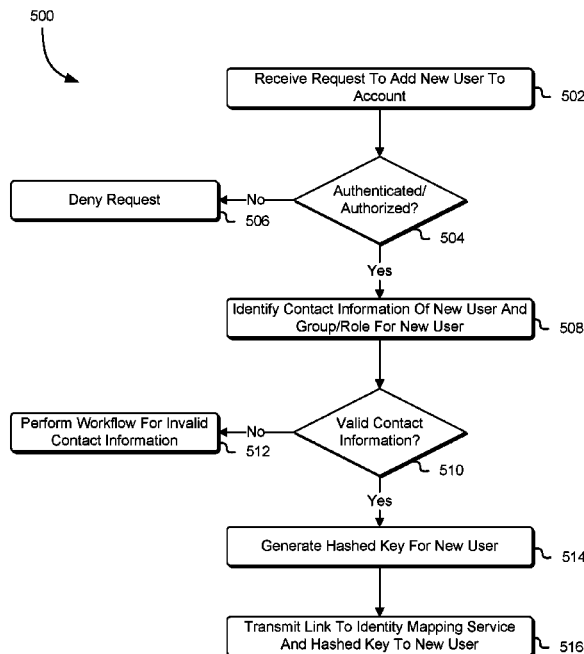 500
Receive Request To Add New User To
Account
502
Authenticated/
Authorized?
504
No
Deny Request
506
Yes
Identify Contact Information Of New User And
Group/Role For New User
508
Valid Contact
Information?
510
No
Perform Workflow For Invalid
Contact Information
512
Yes
Generate Hashed Key For New User
514
Transmit Link To Identity Mapping Service
And Hashed Key To New User
516